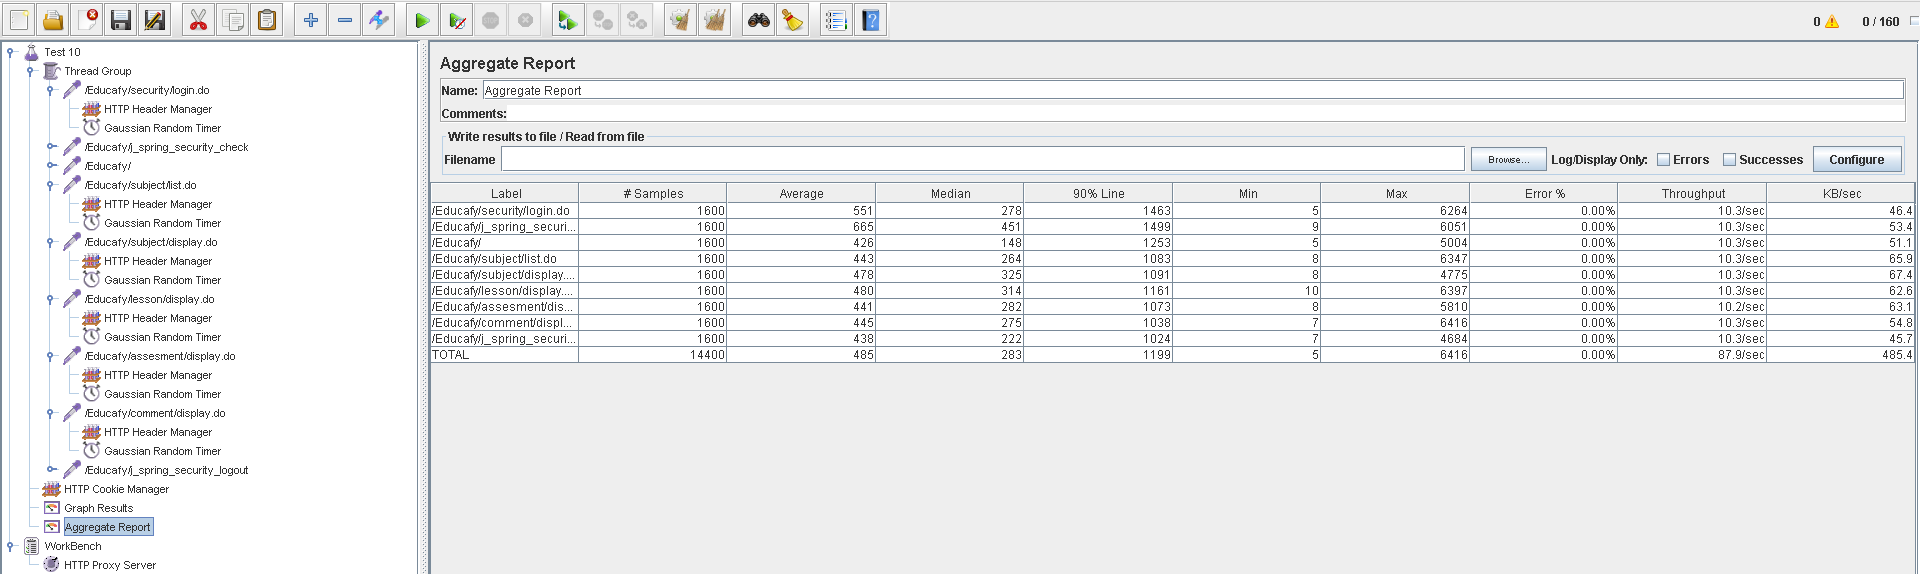 0 0 / 160
Test 10
Thread Group
/Educafy/security/login.do
HTTP Header Manager
Gaussian Random Timer
/Educafy/j_spring_security_check
/Educafy/
/Educafy/subject/list.do
HTTP Header Manager
Gaussian Random Timer
/Educafy/subject/display.do
HTTP Header Manager
Gaussian Random Timer
/Educafy/lesson/display.do
HTTP Header Manager
Gaussian Random Timer
/Educafy/assesment/display.do
HTTP Header Manager
Gaussian Random Timer
/Educafy/comment/display.do
HTTP Header Manager
Gaussian Random Timer
/Educafy/j_spring_security_logout
HTTP Cookie Manager
Graph Results
Aggregate Report
WorkBench
HTTP Proxy Server
Aggregate Report
Name: Aggregate Report
Comments:
Write results to file / Read from file
Filename Browse... Log/Display Only: Errors Successes Configure
Label # Samples Average Median 90% Line Min Max Error % Throughput KB/sec
/Educafy/security/login.do 1600 551 278 1463 5 6264 0.00% 10.3/sec 46.4
/Educafy/j_spring_securi... 1600 665 451 1499 9 6051 0.00% 10.3/sec 53.4
/Educafy/ 1600 426 148 1253 5 5004 0.00% 10.3/sec 51.1
/Educafy/subject/list.do 1600 443 264 1083 8 6347 0.00% 10.3/sec 65.9
/Educafy/subject/display.... 1600 478 325 1091 8 4775 0.00% 10.3/sec 67.4
/Educafy/lesson/display.... 1600 480 314 1161 10 6397 0.00% 10.3/sec 62.6
/Educafy/assesment/dis... 1600 441 282 1073 8 5810 0.00% 10.2/sec 63.1
/Educafy/comment/displ... 1600 445 275 1038 7 6416 0.00% 10.3/sec 54.8
/Educafy/j_spring_securi... 1600 438 222 1024 7 4684 0.00% 10.3/sec 45.7
TOTAL 14400 485 283 1199 5 6416 0.00% 87.9/sec 485.4